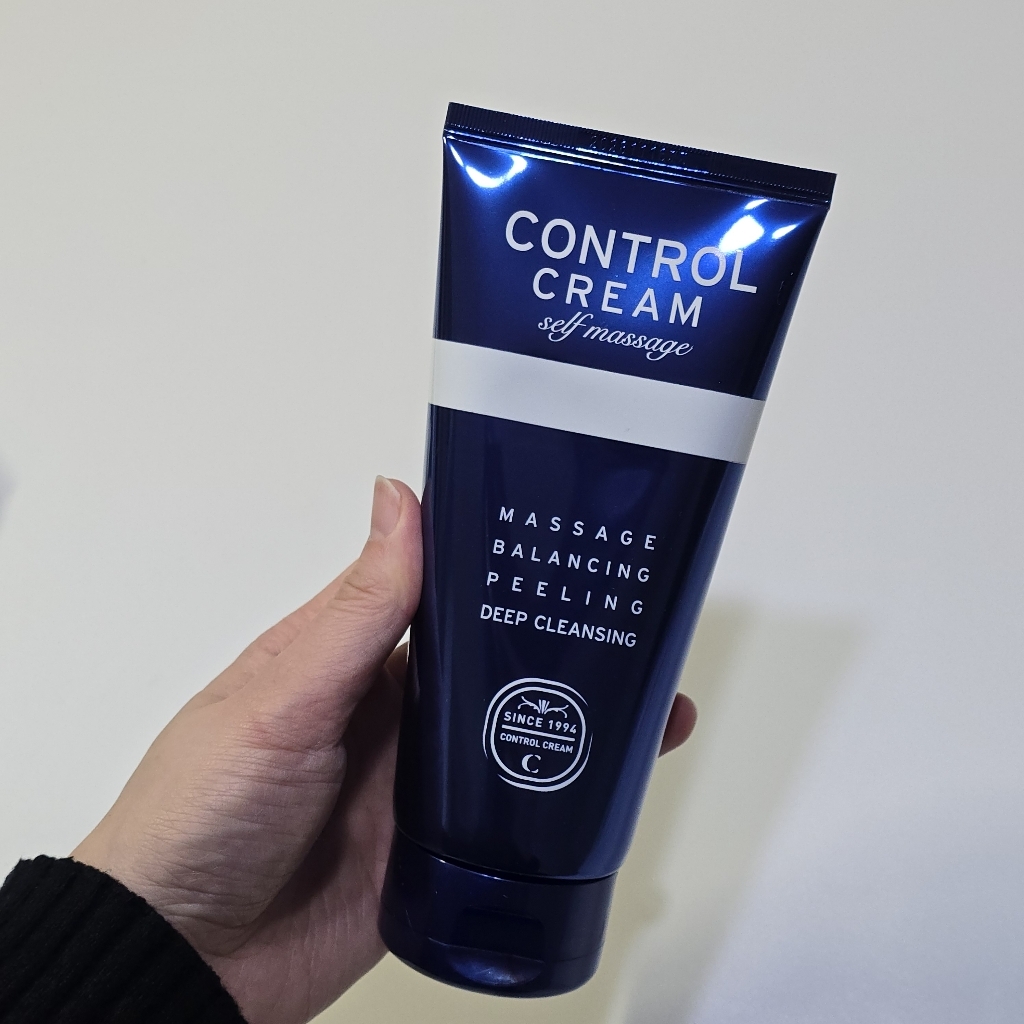 CONTROL
CREAM
self massage
MASSAGE
BALANCING
PEELING
DEEP CLEANSING
SINCE 1994
CONTROL CREAM
C